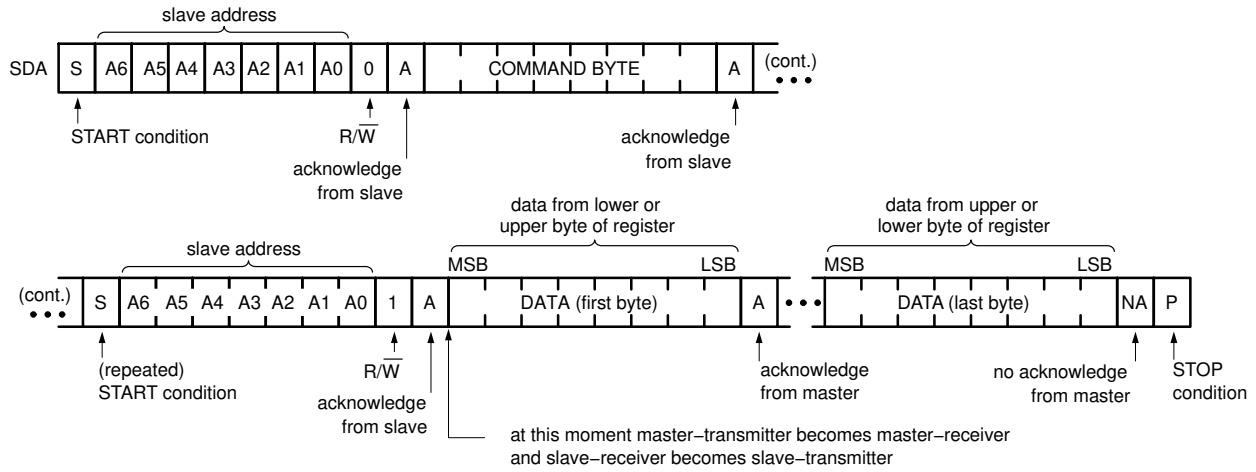 slave address
SDA S A6 A5 A4 A3 A2 A1 A0 0 A COMMAND BYTE A (cont.)
START condition R/W
acknowledge
from slave
acknowledge
from slave
data from lower or
upper byte of register
data from upper or
lower byte of register
slave address
MSB LSB MSB LSB
(cont.) S A6 A5 A4 A3 A2 A1 A0 1 A DATA (first byte) A DATA (last byte) NA P
(repeated)
START condition
R/W
acknowledge
from slave
acknowledge
from master
no acknowledge
from master
STOP
condition
at this moment master−transmitter becomes master−receiver
and slave−receiver becomes slave−transmitter